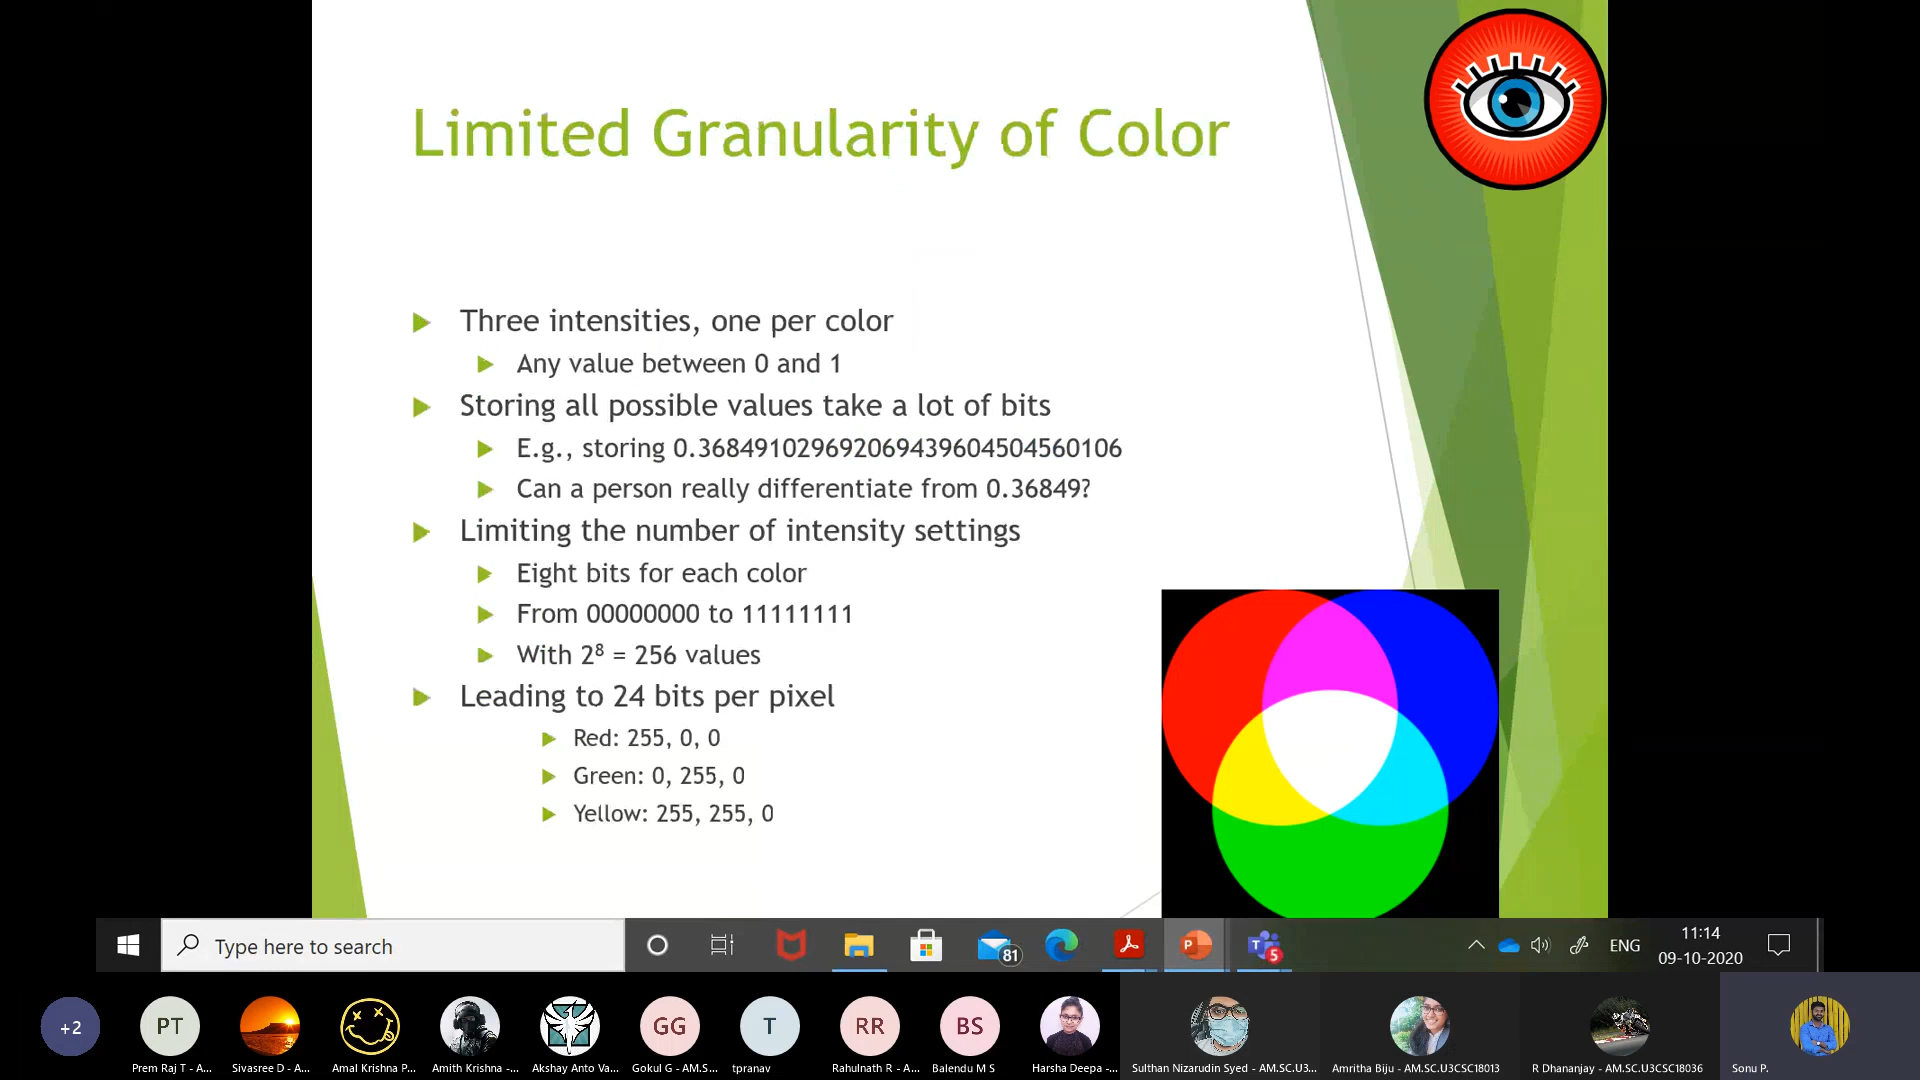 Limited Granularity of Color
Three intensities, one per color
Any value between 0 and 1
Storing all possible values take a lot of bits
E.g., storing 0.368491029692069439604504560106
Can a person really differentiate from 0.36849?
Limiting the number of intensity settings
Eight bits for each color
From 00000000 to 11111111
With 2⁸ = 256 values
Leading to 24 bits per pixel
Red: 255, 0, 0
Green: 0, 255, 0
Yellow: 255, 255, 0
Type here to search
81
P
T
5
ENG
11:14
09-10-2020
+2
PT
GG
T
RR
BS
Prem Raj T - A...
Sivasree D - A...
Amal Krishna P...
Amith Krishna -...
Akshay Anto Va...
Gokul G - AM.S...
tpranav
Rahulnath R - A...
Balendu M S
Harsha Deepa -...
Sulthan Nizarudin Syed - AM.SC.U3...
Amritha Biju - AM.SC.U3CSC18013
R Dhananjay - AM.SC.U3CSC18036
Sonu P.